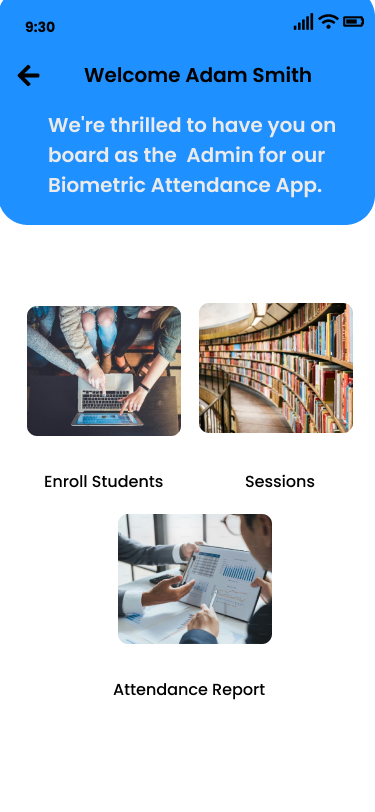 9:30
Welcome Adam Smith
We're thrilled to have you on
board as the  Admin for our
Biometric Attendance App.
Enroll Students
Sessions
Attendance Report